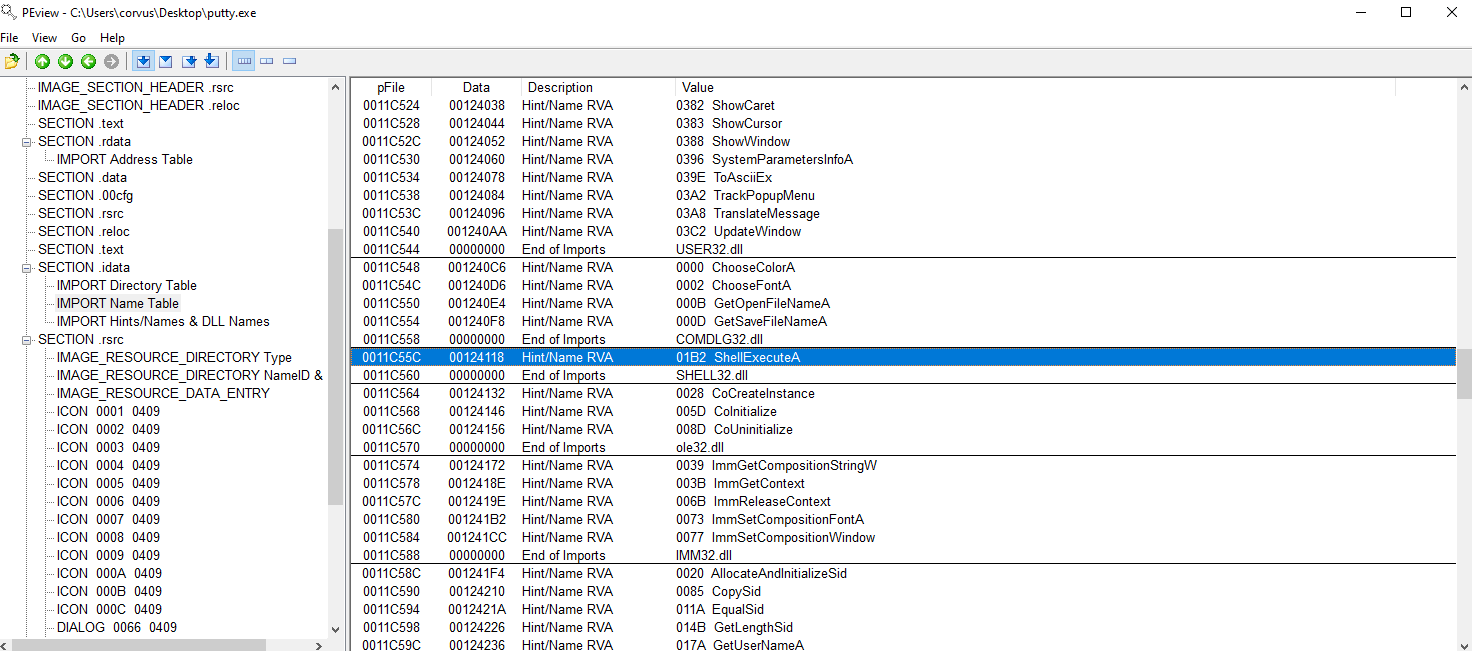 PEview - C:\Users\corvus\Desktop\putty.exe
File View Go Help
IMAGE_SECTION_HEADER .rsrc
IMAGE_SECTION_HEADER .reloc
SECTION .text
SECTION .rdata
IMPORT Address Table
SECTION .data
SECTION .00cfg
SECTION .rsrc
SECTION .reloc
SECTION .text
SECTION .idata
IMPORT Directory Table
IMPORT Name Table
IMPORT Hints/Names & DLL Names
SECTION .rsrc
IMAGE_RESOURCE_DIRECTORY Type
IMAGE_RESOURCE_DIRECTORY NameID &
IMAGE_RESOURCE_DATA_ENTRY
ICON 0001 0409
ICON 0002 0409
ICON 0003 0409
ICON 0004 0409
ICON 0005 0409
ICON 0006 0409
ICON 0007 0409
ICON 0008 0409
ICON 0009 0409
ICON 000A 0409
ICON 000B 0409
ICON 000C 0409
DIALOG 0066 0409
pFile Data Description Value
0011C524 00124038 Hint/Name RVA 0382 ShowCaret
0011C528 00124044 Hint/Name RVA 0383 ShowCursor
0011C52C 00124052 Hint/Name RVA 0388 ShowWindow
0011C530 00124060 Hint/Name RVA 0396 SystemParametersInfoA
0011C534 00124078 Hint/Name RVA 039E ToAsciiEx
0011C538 00124084 Hint/Name RVA 03A2 TrackPopupMenu
0011C53C 00124096 Hint/Name RVA 03A8 TranslateMessage
0011C540 001240AA Hint/Name RVA 03C2 UpdateWindow
0011C544 00000000 End of Imports USER32.dll
0011C548 001240C6 Hint/Name RVA 0000 ChooseColorA
0011C54C 001240D6 Hint/Name RVA 0002 ChooseFontA
0011C550 001240E4 Hint/Name RVA 000B GetOpenFileNameA
0011C554 001240F8 Hint/Name RVA 000D GetSaveFileNameA
0011C558 00000000 End of Imports COMDLG32.dll
0011C55C 00124118 Hint/Name RVA 01B2 ShellExecuteA
0011C560 00000000 End of Imports SHELL32.dll
0011C564 00124132 Hint/Name RVA 0028 CoCreateInstance
0011C568 00124146 Hint/Name RVA 005D CoInitialize
0011C56C 00124156 Hint/Name RVA 008D CoUninitialize
0011C570 00000000 End of Imports ole32.dll
0011C574 00124172 Hint/Name RVA 0039 ImmGetCompositionStringW
0011C578 0012418E Hint/Name RVA 003B ImmGetContext
0011C57C 0012419E Hint/Name RVA 006B ImmReleaseContext
0011C580 001241B2 Hint/Name RVA 0073 ImmSetCompositionFontA
0011C584 001241CC Hint/Name RVA 0077 ImmSetCompositionWindow
0011C588 00000000 End of Imports IMM32.dll
0011C58C 001241F4 Hint/Name RVA 0020 AllocateAndInitializeSid
0011C590 00124210 Hint/Name RVA 0085 CopySid
0011C594 0012421A Hint/Name RVA 011A EqualSid
0011C598 00124226 Hint/Name RVA 014B GetLengthSid
0011C59C 00124236 Hint/Name RVA 017A GetUserNameA